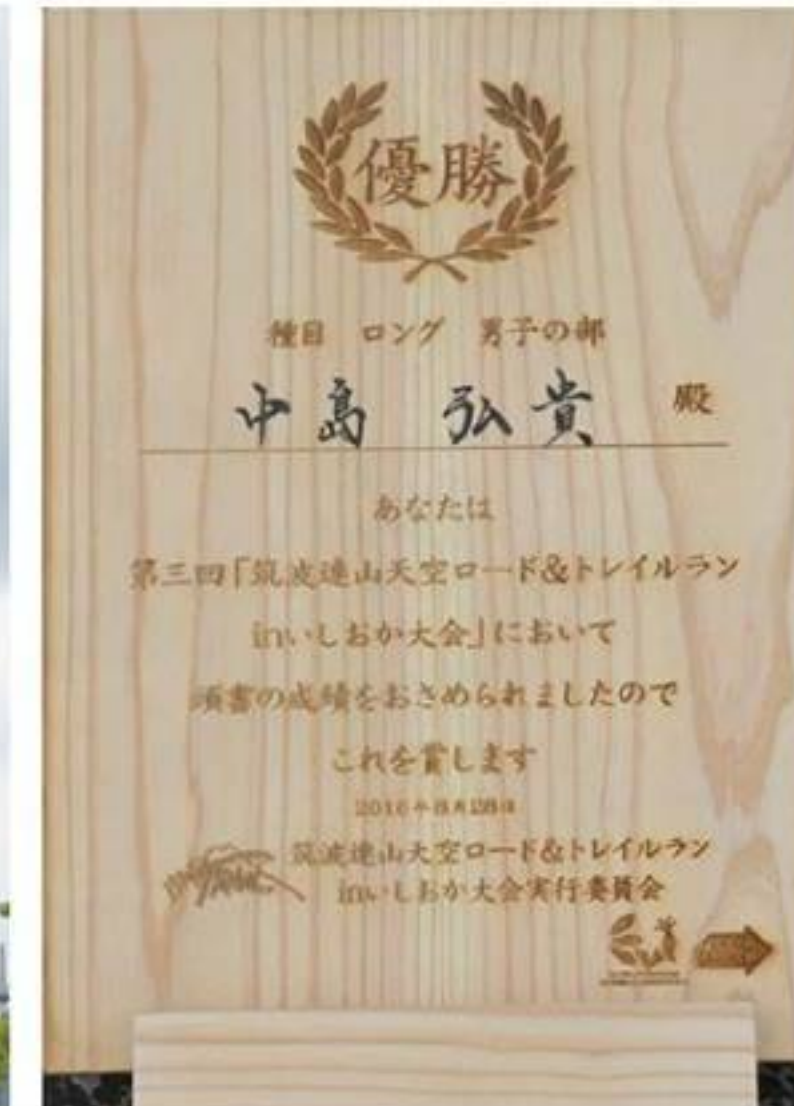 優勝
種目 ロング 男子の部
中島 弘貴 殿
あなたは
第三回「筑波連山天空ロード&トレイルラン
inいしおか大会」において
頭書の成績をおさめられましたので
これを賞します
筑波連山天空ロード&トレイルラン
inいしおか大会実行委員会